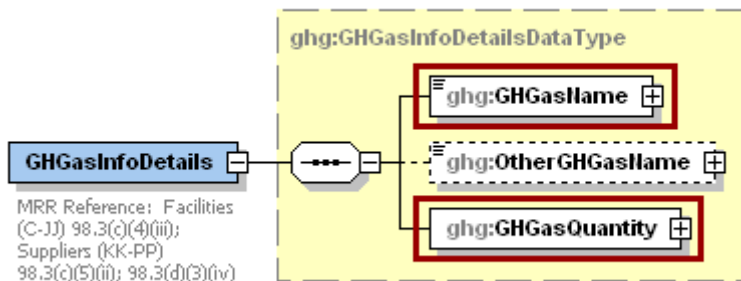 ghg:GHGasInfoDetailsDataType
ghg:GHGasName
GHGasInfoDetails
ghg:OtherGHGasName
MRR Reference: Facilities
(C-JJ) 98.3(c)(4)(iii);
Suppliers (KK-PP)
98.3(c)(5)(ii); 98.3(d)(3)(iv)
ghg:GHGasQuantity